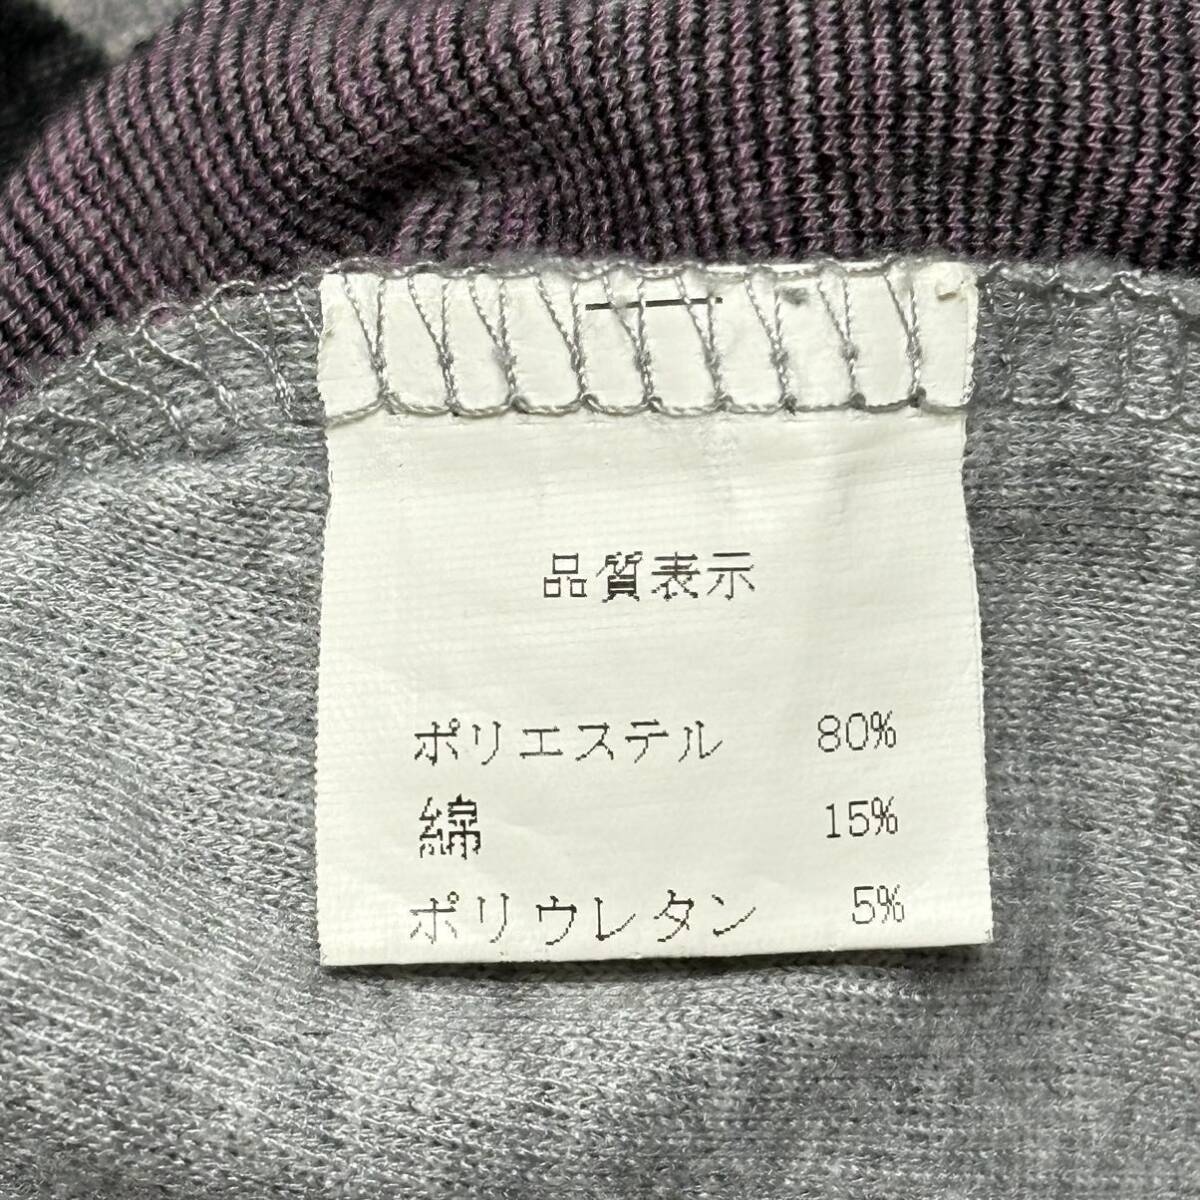 品質表示
ポリエステル 80%
綿 15%
ポリウレタン 5%